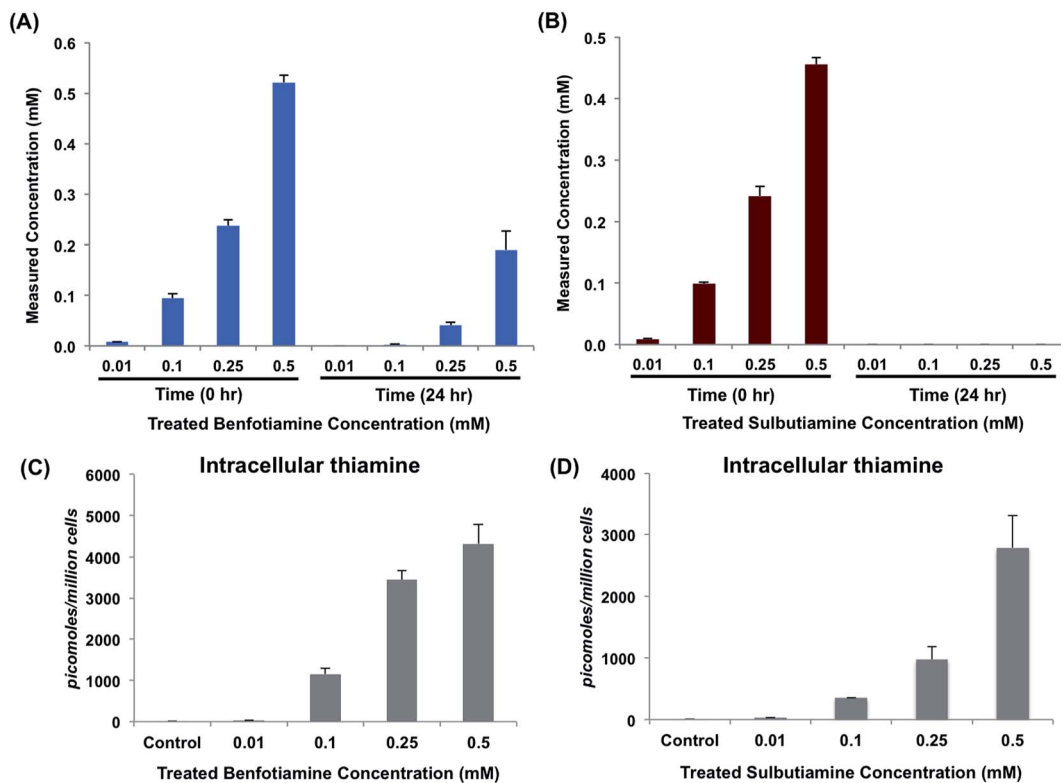 (A)
0.6
0.5
0.4
0.3
0.2
0.1
0.0
Measured Concentration (mM)
0.01 0.1 0.25 0.5 0.01 0.1 0.25 0.5
Time (0 hr) Time (24 hr)
Treated Benfotiamine Concentration (mM)
(B)
0.5
0.4
0.3
0.2
0.1
0.0
Measured Concentration (mM)
0.01 0.1 0.25 0.5 0.01 0.1 0.25 0.5
Time (0 hr) Time (24 hr)
Treated Sulbutiamine Concentration (mM)
(C)
Intracellular thiamine
6000
5000
4000
3000
2000
1000
0
picomoles/million cells
Control 0.01 0.1 0.25 0.5
Treated Benfotiamine Concentration (mM)
(D)
Intracellular thiamine
4000
3000
2000
1000
0
picomoles/million cells
Control 0.01 0.1 0.25 0.5
Treated Sulbutiamine Concentration (mM)